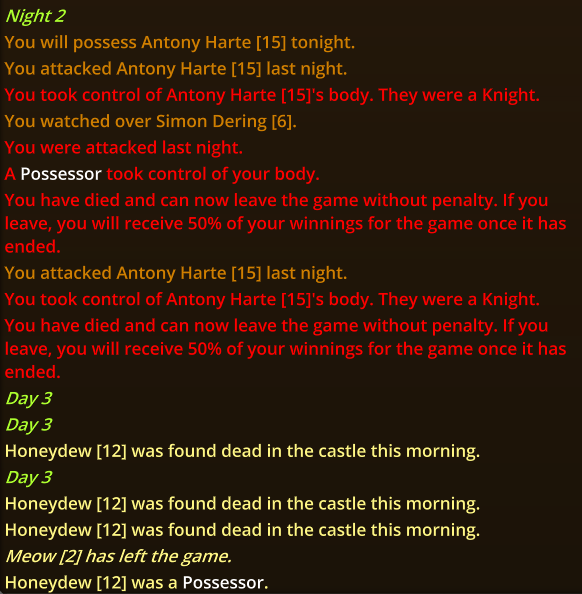 Night 2
You will possess Antony Harte [15] tonight.
You attacked Antony Harte [15] last night.
You took control of Antony Harte [15]'s body. They were a Knight.
You watched over Simon Dering [6].
You were attacked last night.
A Possessor took control of your body.
You have died and can now leave the game without penalty. If you
leave, you will receive 50% of your winnings for the game once it has
ended.
You attacked Antony Harte [15] last night.
You took control of Antony Harte [15]'s body. They were a Knight.
You have died and can now leave the game without penalty. If you
leave, you will receive 50% of your winnings for the game once it has
ended.
Day 3
Day 3
Honeydew [12] was found dead in the castle this morning.
Day 3
Honeydew [12] was found dead in the castle this morning.
Honeydew [12] was found dead in the castle this morning.
Meow [2] has left the game.
Honeydew [12] was a Possessor.